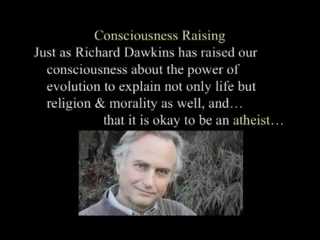 Consciousness Raising
Just as Richard Dawkins has raised our
consciousness about the power of
evolution to explain not only life but
religion & morality as well, and…
that it is okay to be an atheist…